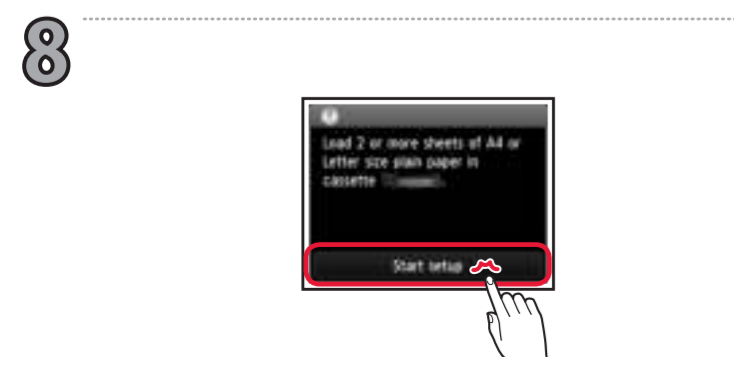 8
Load 2 or more sheets of A4 or
Letter size plain paper in
cassette
Start setup